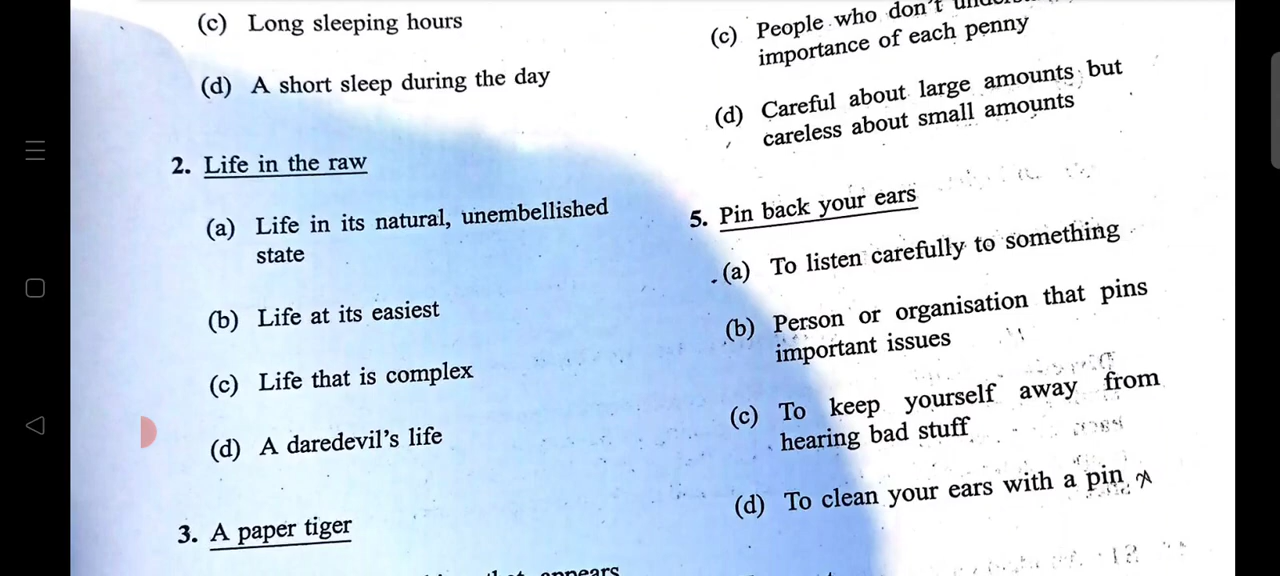 (c) Long sleeping hours
(d) A short sleep during the day
2. Life in the raw
(a) Life in its natural, unembellished
state
(b) Life at its easiest
(c) Life that is complex
(d) A daredevil's life
3. A paper tiger
appears
(c) People who don't
importance of each penny
(d) Careful about large amounts but
careless about small amounts
5. Pin back your ears
(a) To listen carefully to something
(b) Person or organisation that pins
important issues
(c) To keep yourself away from
hearing bad stuff
(d) To clean your ears with a pin